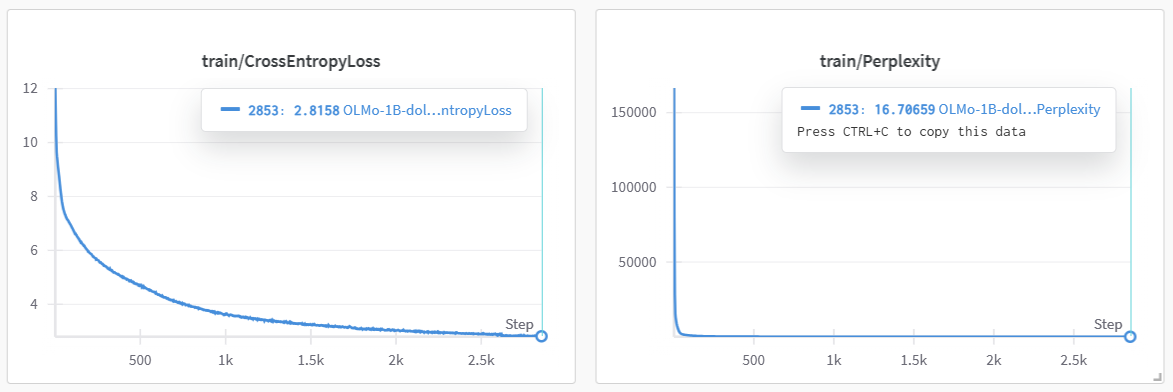 train/CrossEntropyLoss
12
10
8
6
4
2853: 2.8158 OLMo-1B-dol...ntropyLoss
Step
500
1k
1.5k
2k
2.5k
train/Perplexity
150000
100000
50000
2853: 16.70659 OLMo-1B-dol...Perplexity
Press CTRL+C to copy this data
Step
500
1k
1.5k
2k
2.5k